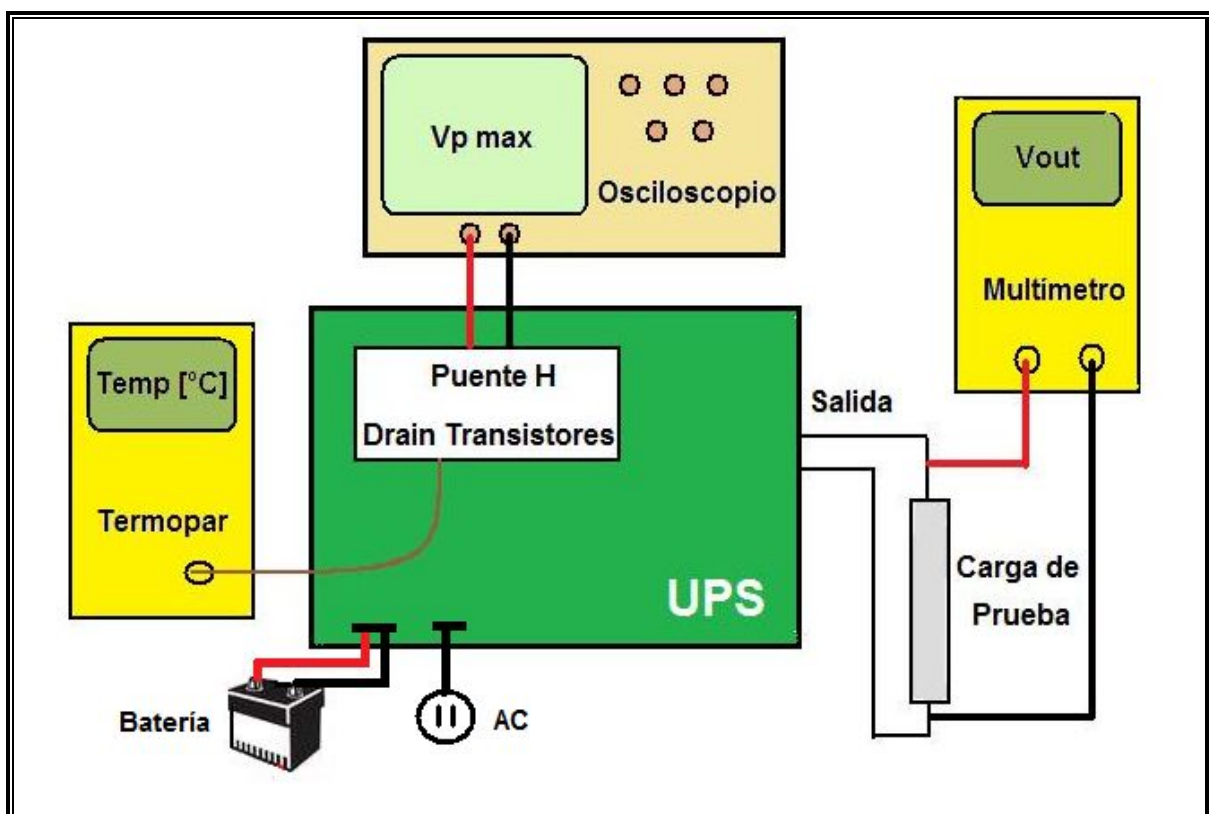 Vp max
Osciloscopio
Vout
Multímetro
Temp [°C]
Termopar
Puente H
Drain Transistores
Salida
UPS
Carga de
Prueba
Batería
AC